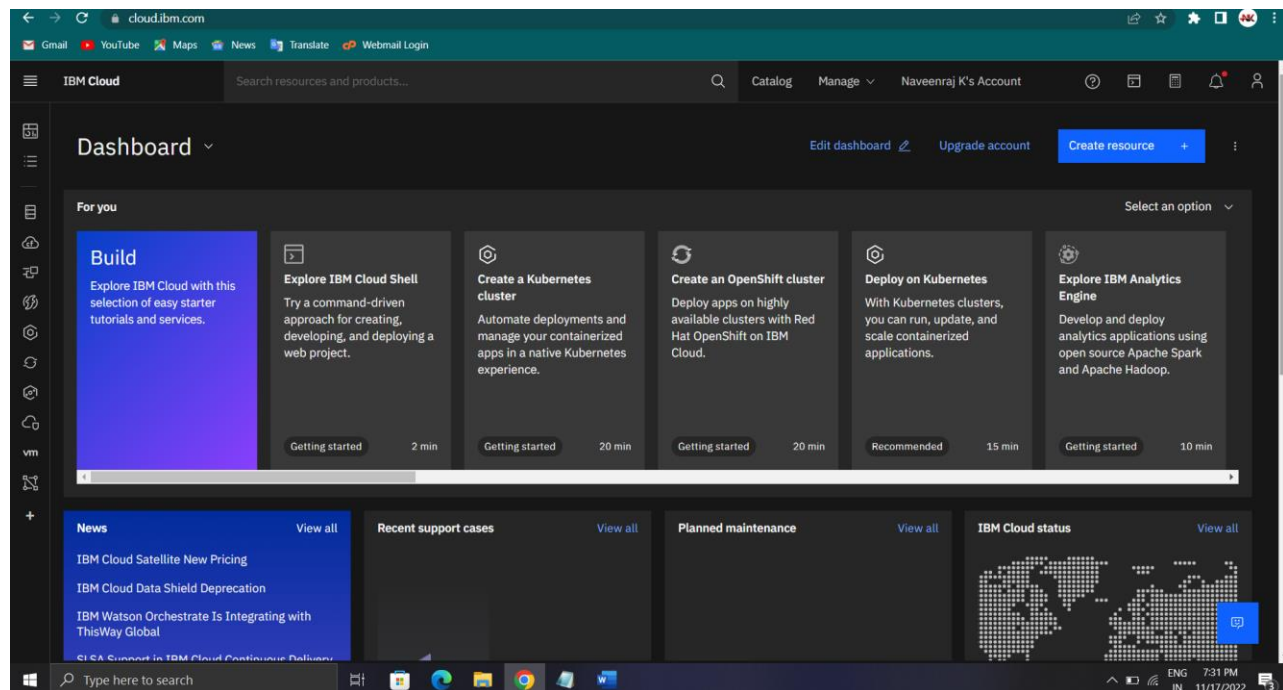 cloud.ibm.com
Gmail YouTube Maps News Translate Webmail Login
IBM Cloud
Search resources and products...
Catalog Manage Naveenraj K's Account
Dashboard
Edit dashboard Upgrade account Create resource +
For you
Select an option
Build
Explore IBM Cloud with this
selection of easy starter
tutorials and services.
Explore IBM Cloud Shell
Try a command-driven
approach for creating,
developing, and deploying a
web project.
Getting started 2 min
Create a Kubernetes
cluster
Automate deployments and
manage your containerized
apps in a native Kubernetes
experience.
Getting started 20 min
Create an OpenShift cluster
Deploy apps on highly
available clusters with Red
Hat OpenShift on IBM
Cloud.
Getting started 20 min
Deploy on Kubernetes
With Kubernetes clusters,
you can run, update, and
scale containerized
applications.
Recommended 15 min
Explore IBM Analytics
Engine
Develop and deploy
analytics applications using
open source Apache Spark
and Apache Hadoop.
Getting started 10 min
vm
News View all
IBM Cloud Satellite New Pricing
IBM Cloud Data Shield Deprecation
IBM Watson Orchestrate Is Integrating with
ThisWay Global
SLSA Support in IBM Cloud Continuous Delivery
Recent support cases View all
Planned maintenance View all
IBM Cloud status View all
Type here to search
ENG
IN
7:31 PM
11/17/2022